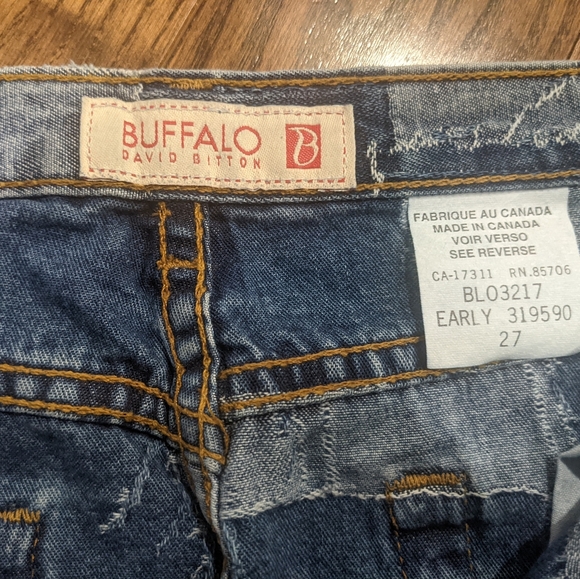 BUFFALO
DAVID BITTON
B
FABRIQUE AU CANADA
MADE IN CANADA
VOIR VERSO
SEE REVERSE
CA-17311 RN.85706
BLO3217
EARLY 319590
27